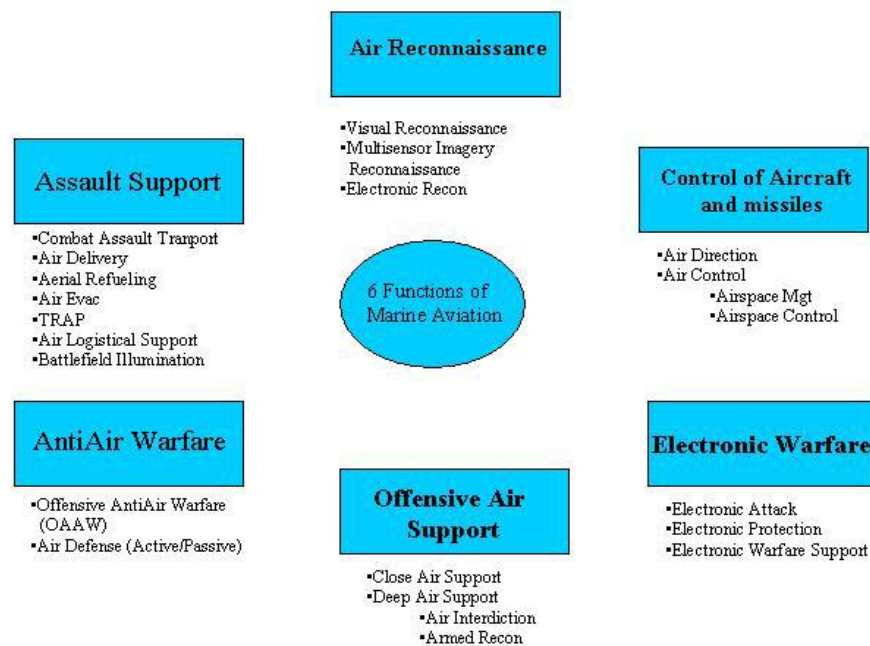 Air Reconnaissance
▪Visual Reconnaissance
▪Multisensor Imagery
Reconnaissance
▪Electronic Recon
Assault Support
▪Combat Assault Tranport
▪Air Delivery
▪Aerial Refueling
▪Air Evac
▪TRAP
▪Air Logistical Support
▪Battlefield Illumination
Control of Aircraft
and missiles
▪Air Direction
▪Air Control
▪Airspace Mgt
▪Airspace Control
6 Functions of
Marine Aviation
AntiAir Warfare
▪Offensive AntiAir Warfare
(OAAW)
▪Air Defense (Active/Passive)
Offensive Air
Support
▪Close Air Support
▪Deep Air Support
▪Air Interdiction
▪Armed Recon
Electronic Warfare
▪Electronic Attack
▪Electronic Protection
▪Electronic Warfare Support